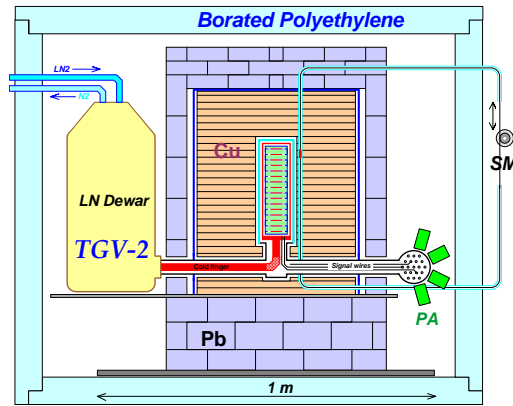 Borated Polyethylene
LN2
N2
Cu
SM
LN Dewar
TGV-2
Cold finger
Signal wires
PA
Pb
1 m